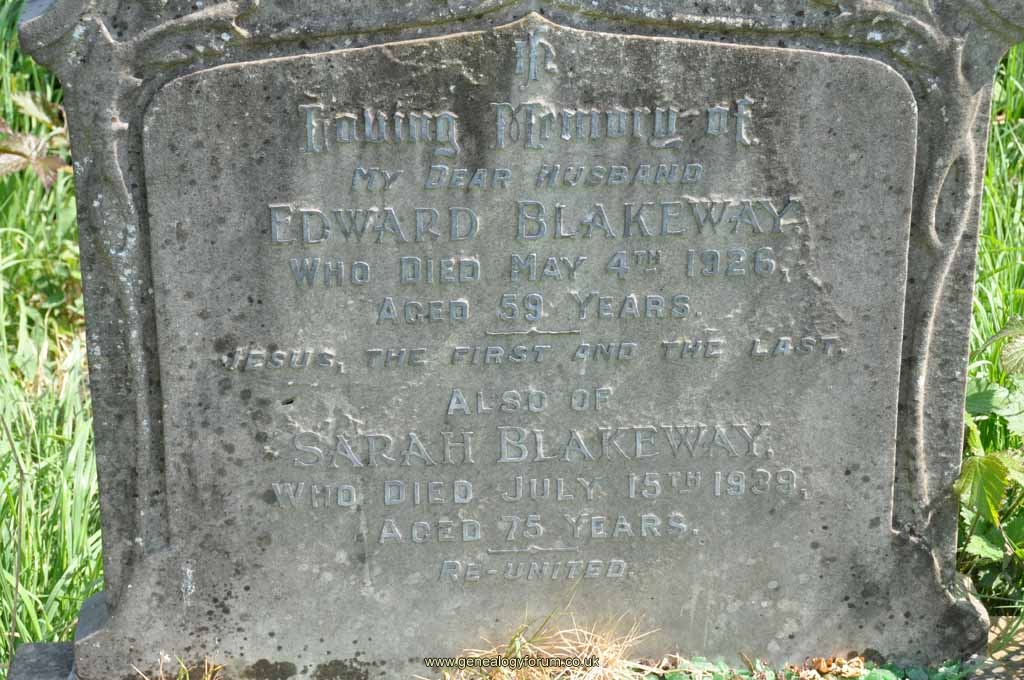 In
Loving Memory of
MY DEAR HUSBAND
EDWARD BLAKEWAY
WHO DIED MAY 4TH 1926,
AGED 59 YEARS.
JESUS, THE FIRST AND THE LAST.
ALSO OF
SARAH BLAKEWAY,
WHO DIED JULY 15TH 1939,
AGED 75 YEARS.
RE-UNITED.
www.genealogyforum.co.uk